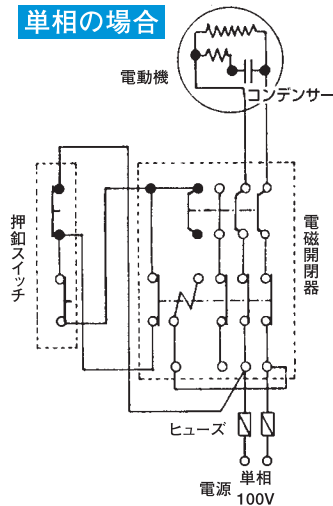 単相の場合
電動機
コンデンサー
押釦スイッチ
電磁開閉器
ヒューズ
電源
単相
100V